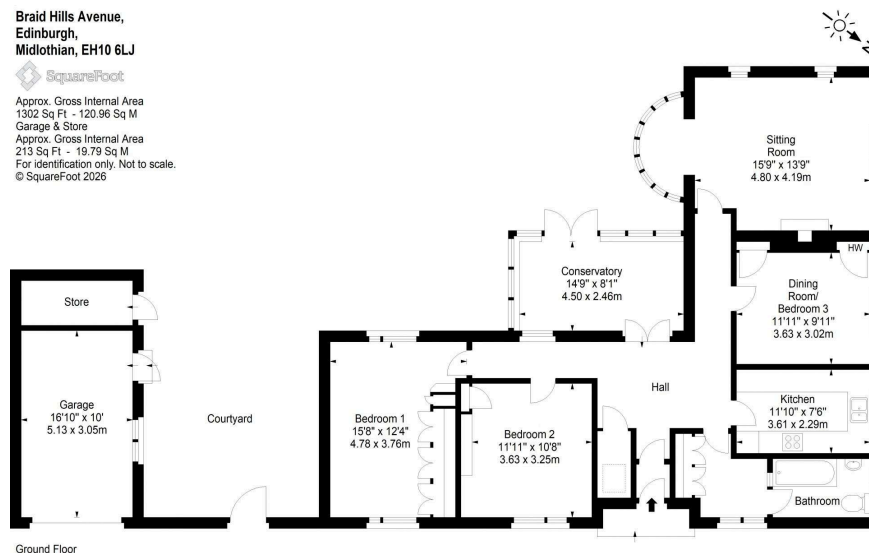 Braid Hills Avenue,
Edinburgh,
Midlothian, EH10 6LJ
SquareFoot
Approx. Gross Internal Area
1302 Sq Ft - 120.96 Sq M
Garage & Store
Approx. Gross Internal Area
213 Sq Ft - 19.79 Sq M
For identification only. Not to scale.
© SquareFoot 2026
N
Sitting
Room
15'9" x 13'9"
4.80 x 4.19m
HW
Conservatory
14'9" x 8'1"
4.50 x 2.46m
Dining
Room/
Bedroom 3
11'11" x 9'11"
3.63 x 3.02m
Store
Garage
16'10" x 10'
5.13 x 3.05m
Courtyard
Bedroom 1
15'8" x 12'4"
4.78 x 3.76m
Bedroom 2
11'11" x 10'8"
3.63 x 3.25m
Hall
Kitchen
11'10" x 7'6"
3.61 x 2.29m
Bathroom
Ground Floor